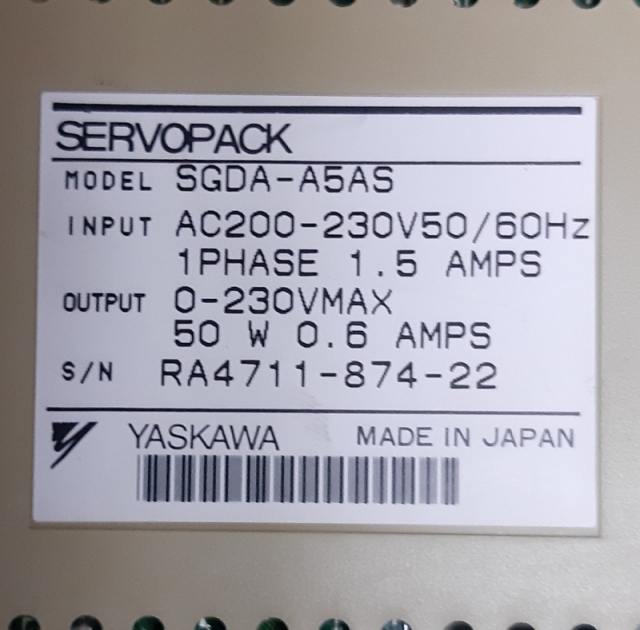 SERVOPACK
MODEL SGDA-A5AS
INPUT AC200-230V50/60Hz
1PHASE 1.5 AMPS
OUTPUT 0-230VMAX
50 W 0.6 AMPS
S/N RA4711-874-22
YASKAWA MADE IN JAPAN